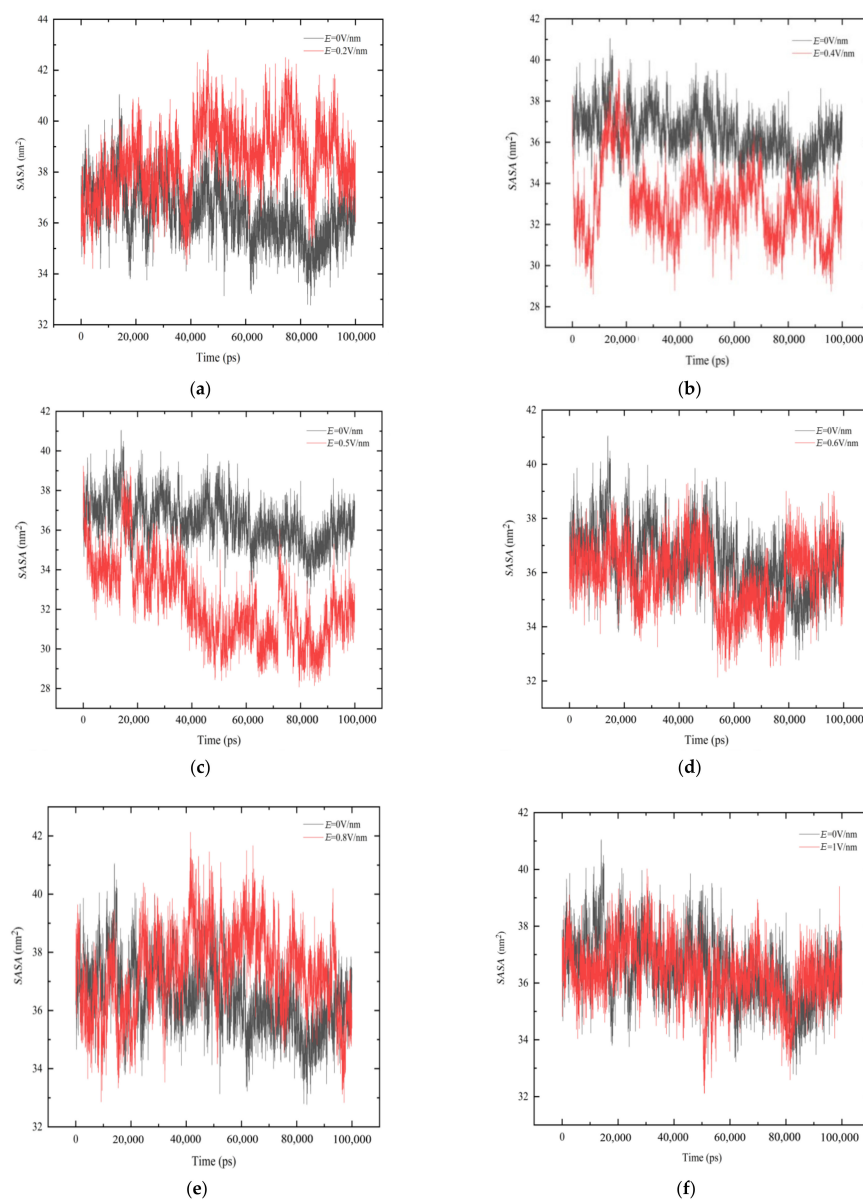 44
42
40
38
36
34
32
SASA (nm²)
E=0V/nm
E=0.2V/nm
0 20,000 40,000 60,000 80,000 100,000
Time (ps)
(a)
42
40
38
36
34
32
30
28
SASA (nm²)
E=0V/nm
E=0.4V/nm
0 20,000 40,000 60,000 80,000 100,000
Time (ps)
(b)
42
40
38
36
34
32
30
28
SASA (nm²)
E=0V/nm
E=0.5V/nm
0 20,000 40,000 60,000 80,000 100,000
Time (ps)
(c)
42
40
38
36
34
32
SASA (nm²)
E=0V/nm
E=0.6V/nm
0 20,000 40,000 60,000 80,000 100,000
Time (ps)
(d)
42
40
38
36
34
32
SASA (nm²)
E=0V/nm
E=0.8V/nm
0 20,000 40,000 60,000 80,000 100,000
Time (ps)
(e)
42
40
38
36
34
32
SASA (nm²)
E=0V/nm
E=1V/nm
0 20,000 40,000 60,000 80,000 100,000
Time (ps)
(f)